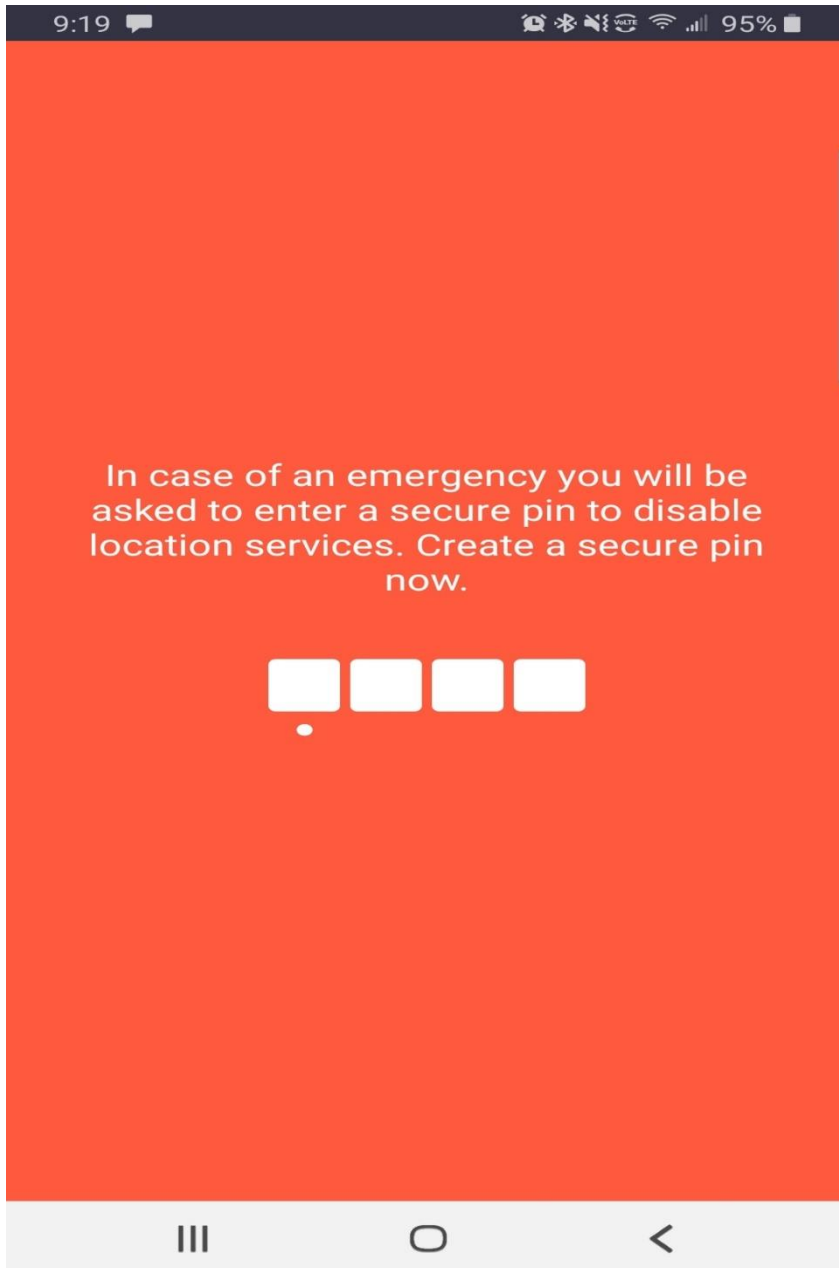 9:19 VoLTE 95%
In case of an emergency you will be
asked to enter a secure pin to disable
location services. Create a secure pin
now.